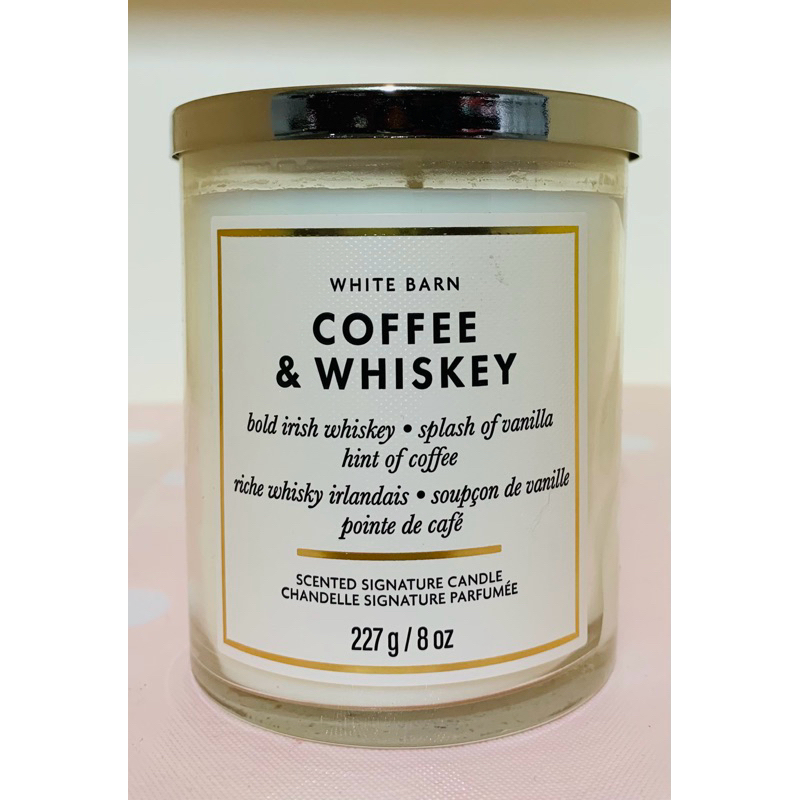 WHITE BARN
COFFEE
& WHISKEY
bold irish whiskey • splash of vanilla
hint of coffee
riche whisky irlandais • soupçon de vanille
pointe de café
SCENTED SIGNATURE CANDLE
CHANDELLE SIGNATURE PARFUMÉE
227 g / 8 oz